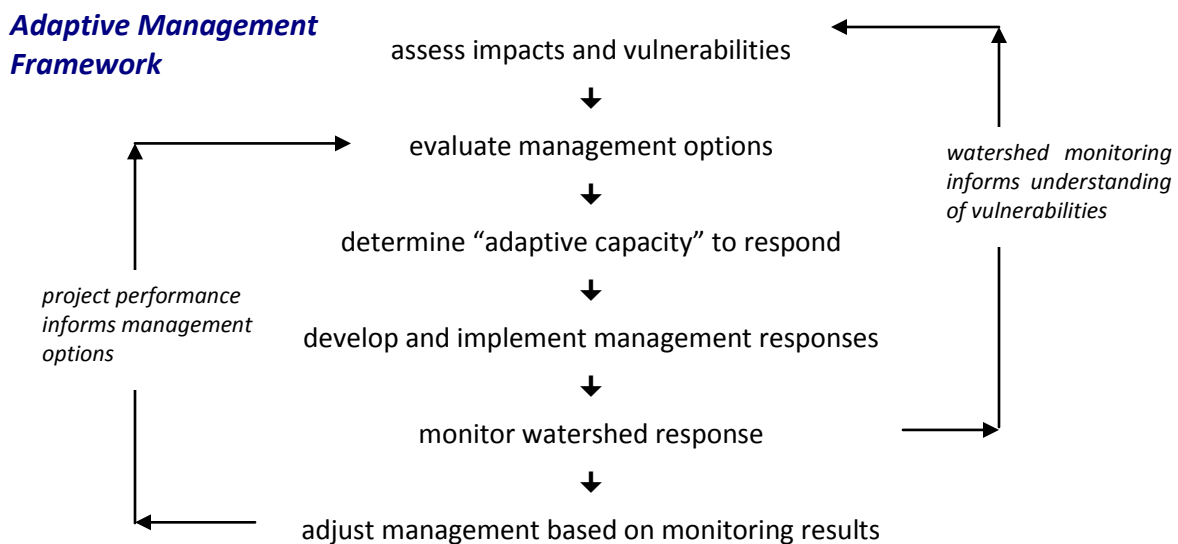 Adaptive Management
Framework
assess impacts and vulnerabilities
evaluate management options
watershed monitoring
informs understanding
of vulnerabilities
determine “adaptive capacity” to respond
project performance
informs management
options
develop and implement management responses
monitor watershed response
adjust management based on monitoring results